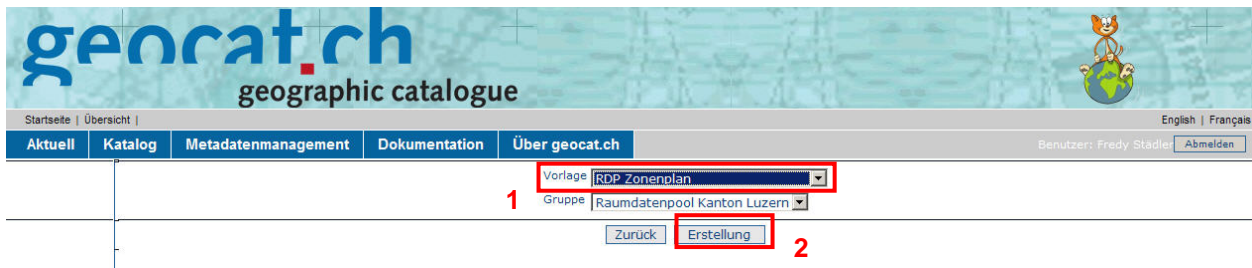 geocat.ch
geographic catalogue
Startseite | Übersicht |
English | Français
Aktuell Katalog Metadatenmanagement Dokumentation Über geocat.ch
Benutzer: Fredy Städler Abmelden
Vorlage RDP Zonenplan
1
Gruppe Raumdatenpool Kanton Luzern
Zurück Erstellung
2